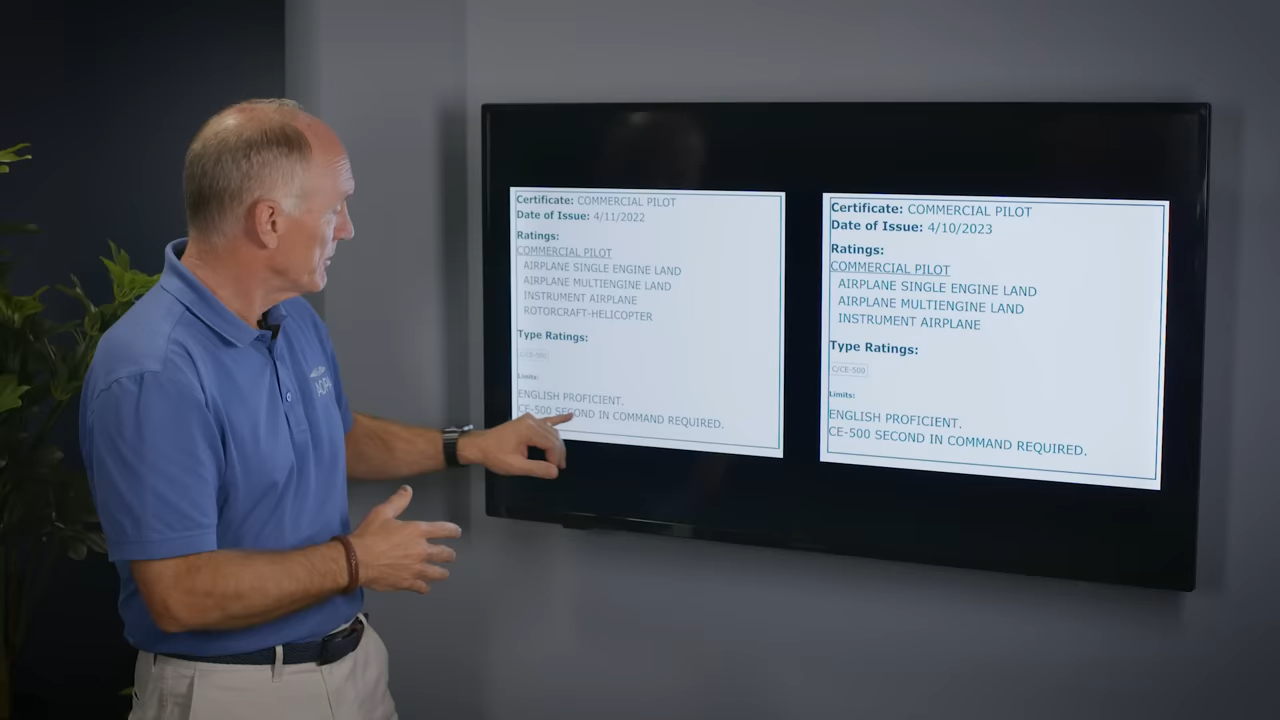 Certificate: COMMERCIAL PILOT
Date of Issue: 4/11/2022
Ratings:
COMMERCIAL PILOT
AIRPLANE SINGLE ENGINE LAND
AIRPLANE MULTIENGINE LAND
INSTRUMENT AIRPLANE
ROTORCRAFT-HELICOPTER
Type Ratings:
C/CE-500
Limits:
ENGLISH PROFICIENT.
CE-500 SECOND IN COMMAND REQUIRED.
Certificate: COMMERCIAL PILOT
Date of Issue: 4/10/2023
Ratings:
COMMERCIAL PILOT
AIRPLANE SINGLE ENGINE LAND
AIRPLANE MULTIENGINE LAND
INSTRUMENT AIRPLANE
Type Ratings:
C/CE-500
Limits:
ENGLISH PROFICIENT.
CE-500 SECOND IN COMMAND REQUIRED.
AOPA